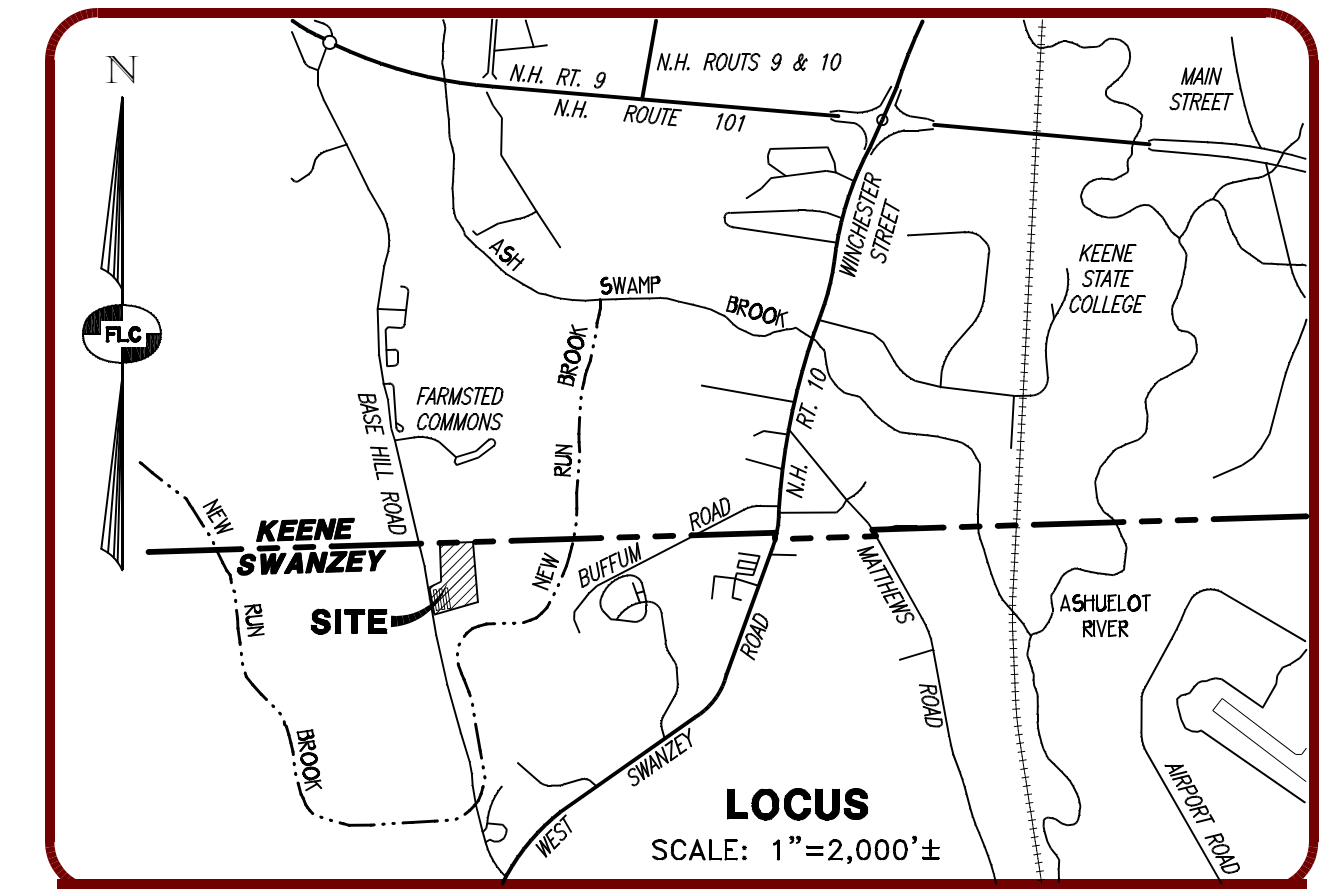 N
N.H. RT. 9
N.H. ROUTS 9 & 10
N.H. ROUTE 101
MAIN
STREET
WINCHESTER
STREET
ASH SWAMP BROOK
KEENE
STATE
COLLEGE
FLC
BROOK
RUN
NEW
FARMSTED
COMMONS
BASE HILL ROAD
N.H. RT. 10
BUFFUM ROAD
NEW
RUN
BROOK
KEENE
SWANZEY
SITE
MATTHEWS
ROAD
ASHUELOT
RIVER
WEST SWANZEY ROAD
AIRPORT ROAD
LOCUS
SCALE: 1"=2,000'±